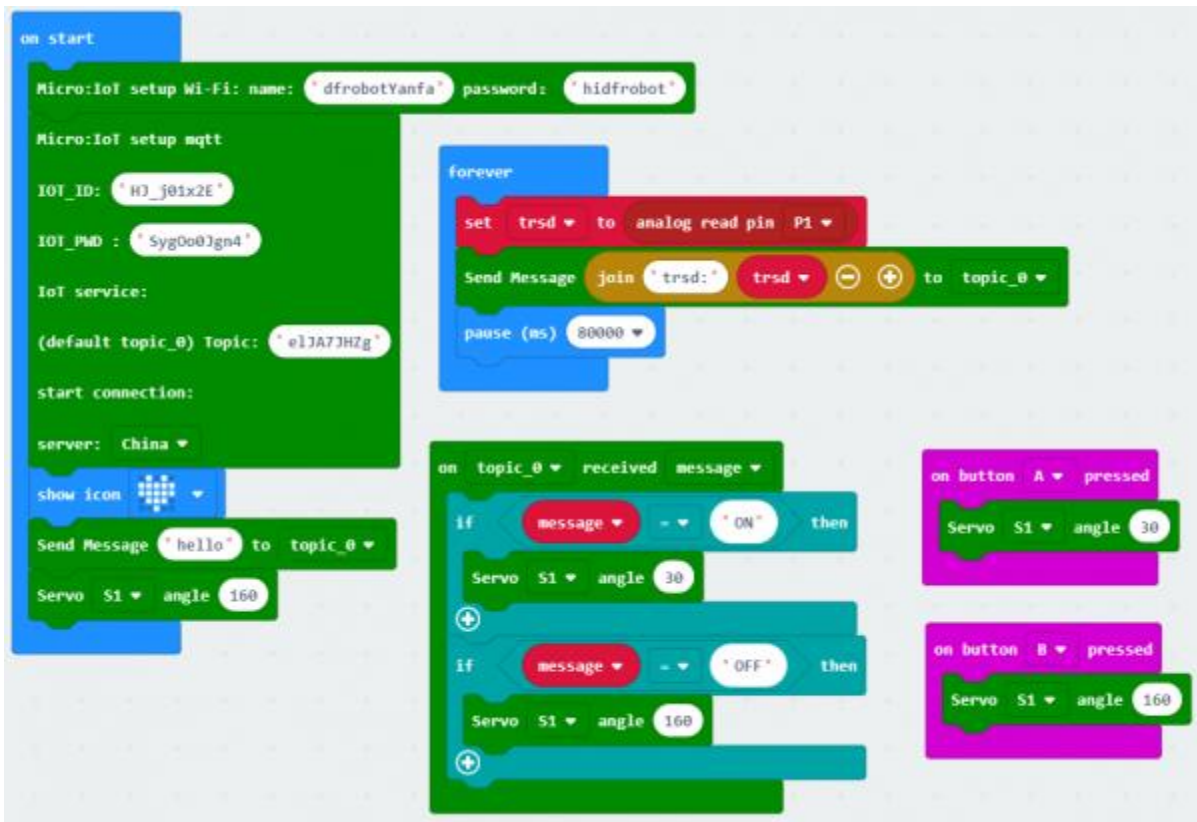 on start
Micro:IoT setup Wi-Fi: name: "dfrobotYanfa" password: "hidfrobot"
Micro:IoT setup mqtt
IOT_ID: "HJ_j01x2E"
IOT_PWD : "SygOo0Jgn4"
IoT service:
(default topic_0) Topic: "elJA7JHZg"
start connection:
server: China
show icon
Send Message "hello" to topic_0
Servo S1 angle 160
forever
set trsd to analog read pin P1
Send Message join "trsd:" trsd to topic_0
pause (ms) 80000
on topic_0 received message
if message = "ON" then
Servo S1 angle 30
if message = "OFF" then
Servo S1 angle 160
on button A pressed
Servo S1 angle 30
on button B pressed
Servo S1 angle 160